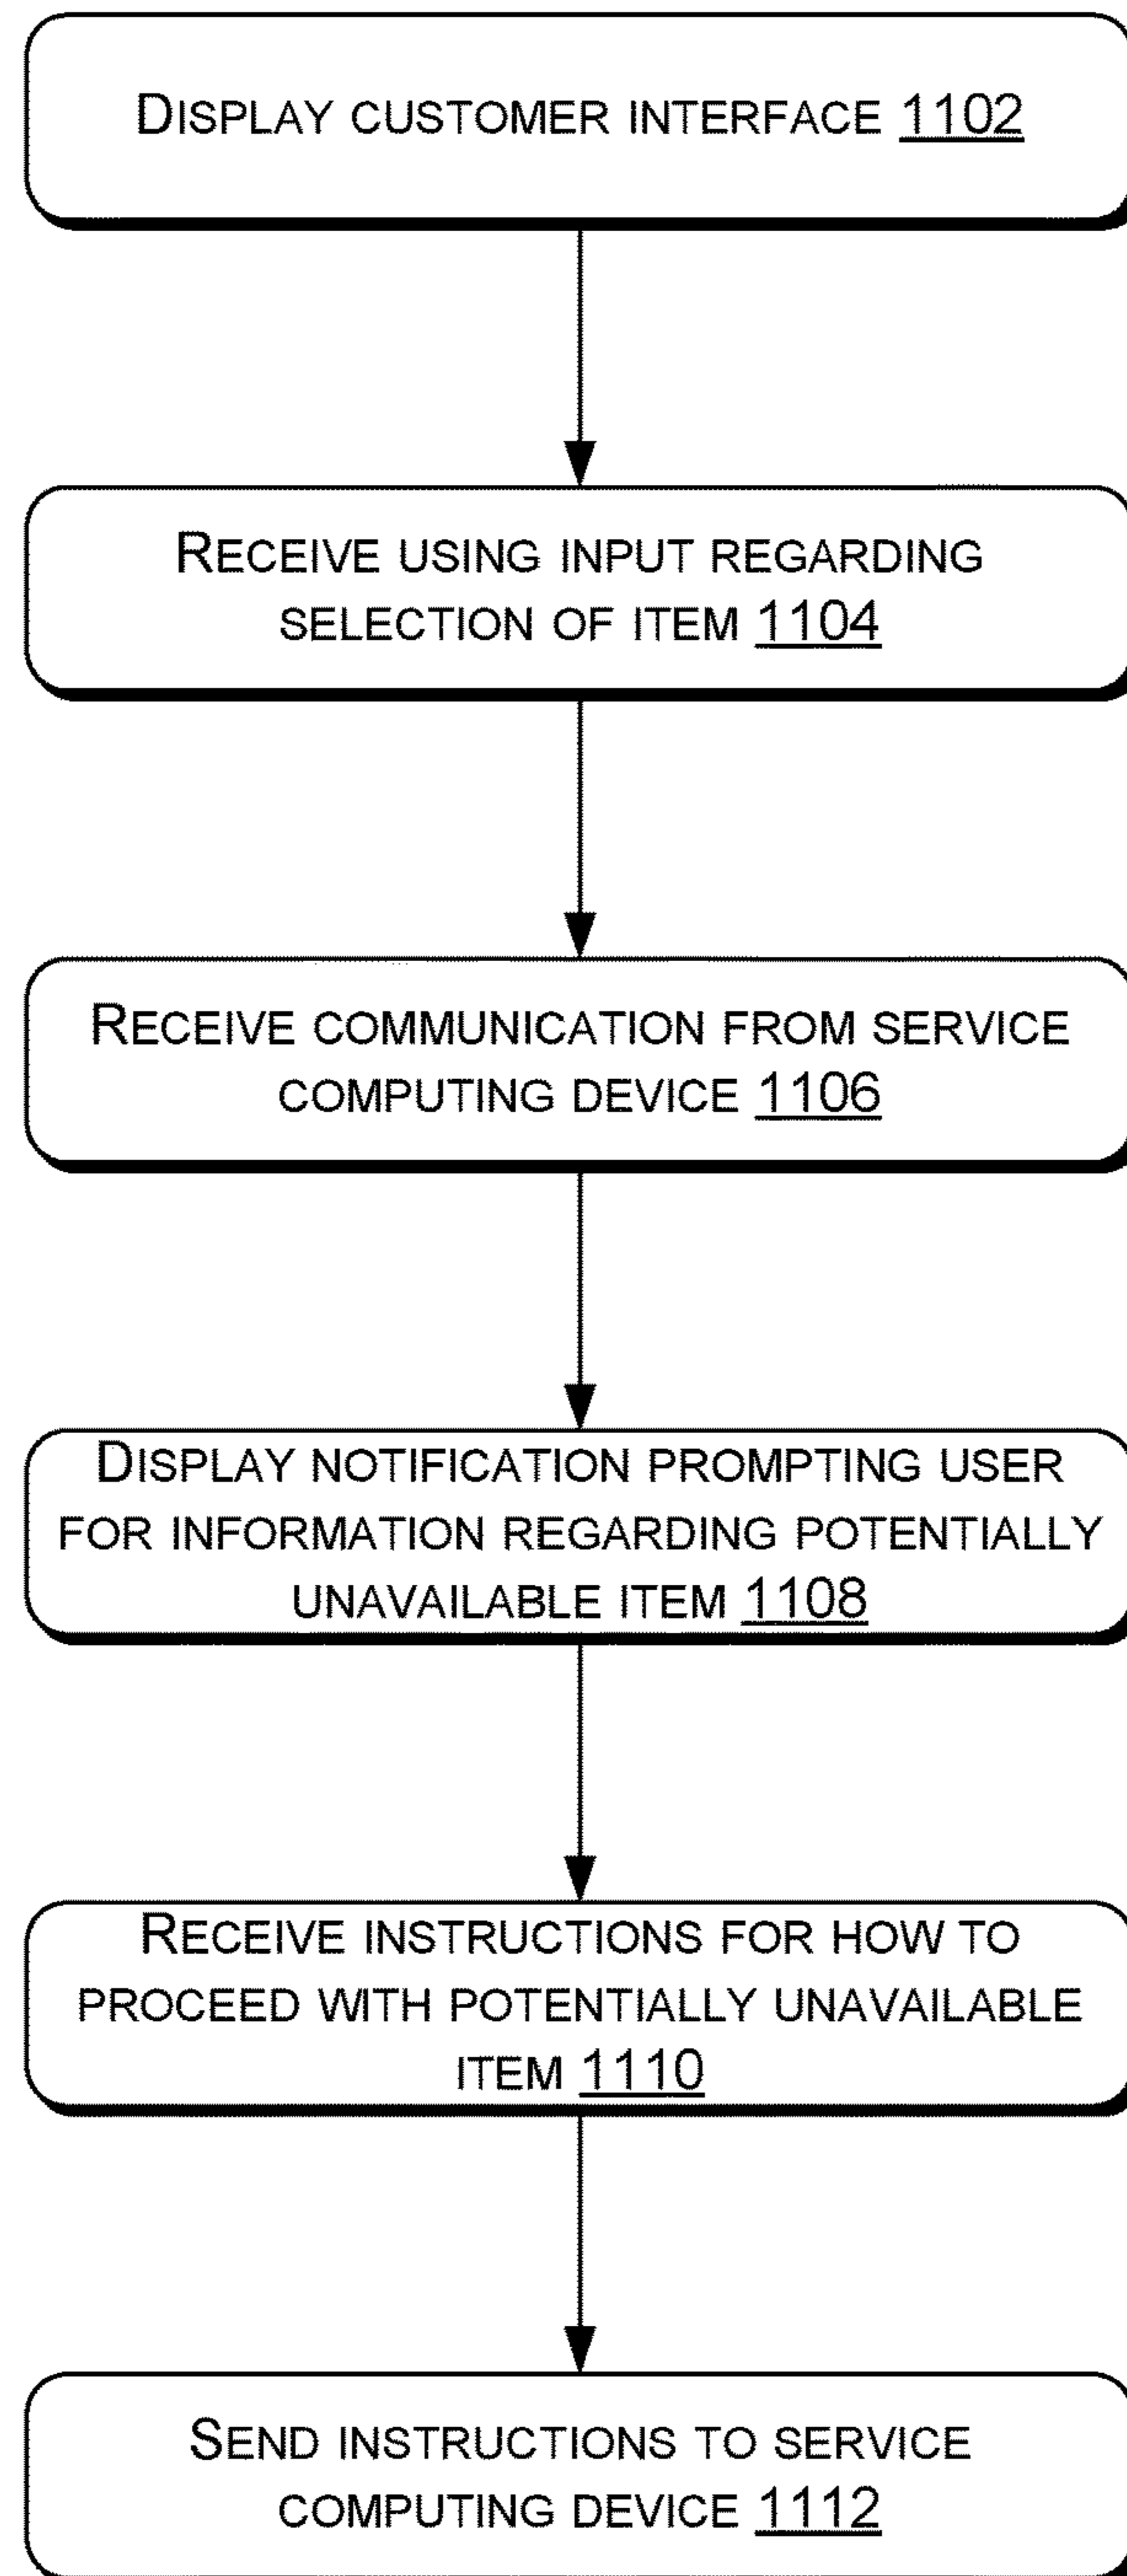 DISPLAY CUSTOMER INTERFACE 1102
RECEIVE USING INPUT REGARDING
SELECTION OF ITEM 1104
RECEIVE COMMUNICATION FROM SERVICE
COMPUTING DEVICE 1106
DISPLAY NOTIFICATION PROMPTING USER
FOR INFORMATION REGARDING POTENTIALLY
UNAVAILABLE ITEM 1108
RECEIVE INSTRUCTIONS FOR HOW TO
PROCEED WITH POTENTIALLY UNAVAILABLE
ITEM 1110
SEND INSTRUCTIONS TO SERVICE
COMPUTING DEVICE 1112